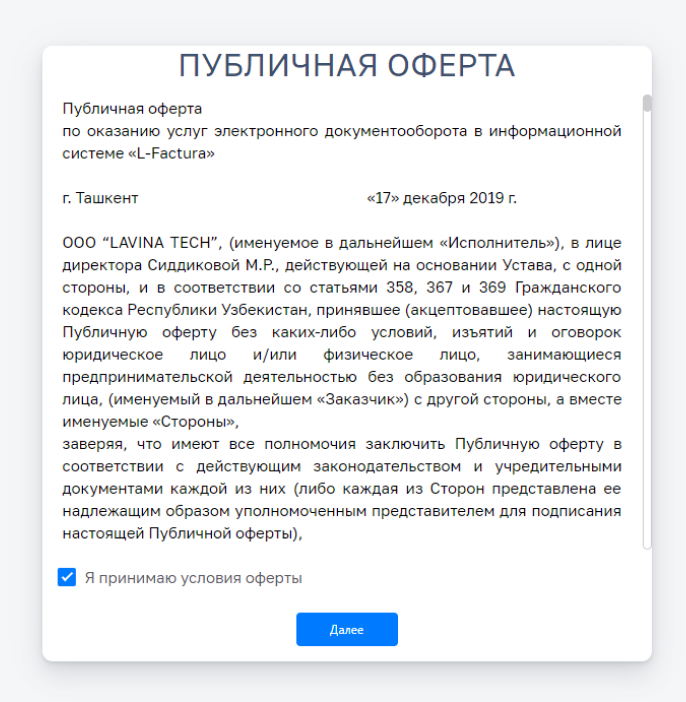 ПУБЛИЧНАЯ ОФЕРТА
Публичная оферта
по оказанию услуг электронного документооборота в информационной
системе «L-Factura»
г. Ташкент «17» декабря 2019 г.
ООО “LAVINA TECH”, (именуемое в дальнейшем «Исполнитель»), в лице
директора Сиддиковой М.Р., действующей на основании Устава, с одной
стороны, и в соответствии со статьями 358, 367 и 369 Гражданского
кодекса Республики Узбекистан, принявшее (акцептовавшее) настоящую
Публичную оферту без каких-либо условий, изъятий и оговорок
юридическое лицо и/или физическое лицо, занимающиеся
предпринимательской деятельностью без образования юридического
лица, (именуемый в дальнейшем «Заказчик») с другой стороны, а вместе
именуемые «Стороны»,
заверяя, что имеют все полномочия заключить Публичную оферту в
соответствии с действующим законодательством и учредительными
документами каждой из них (либо каждая из Сторон представлена ее
надлежащим образом уполномоченным представителем для подписания
настоящей Публичной оферты),
Я принимаю условия оферты
Далее